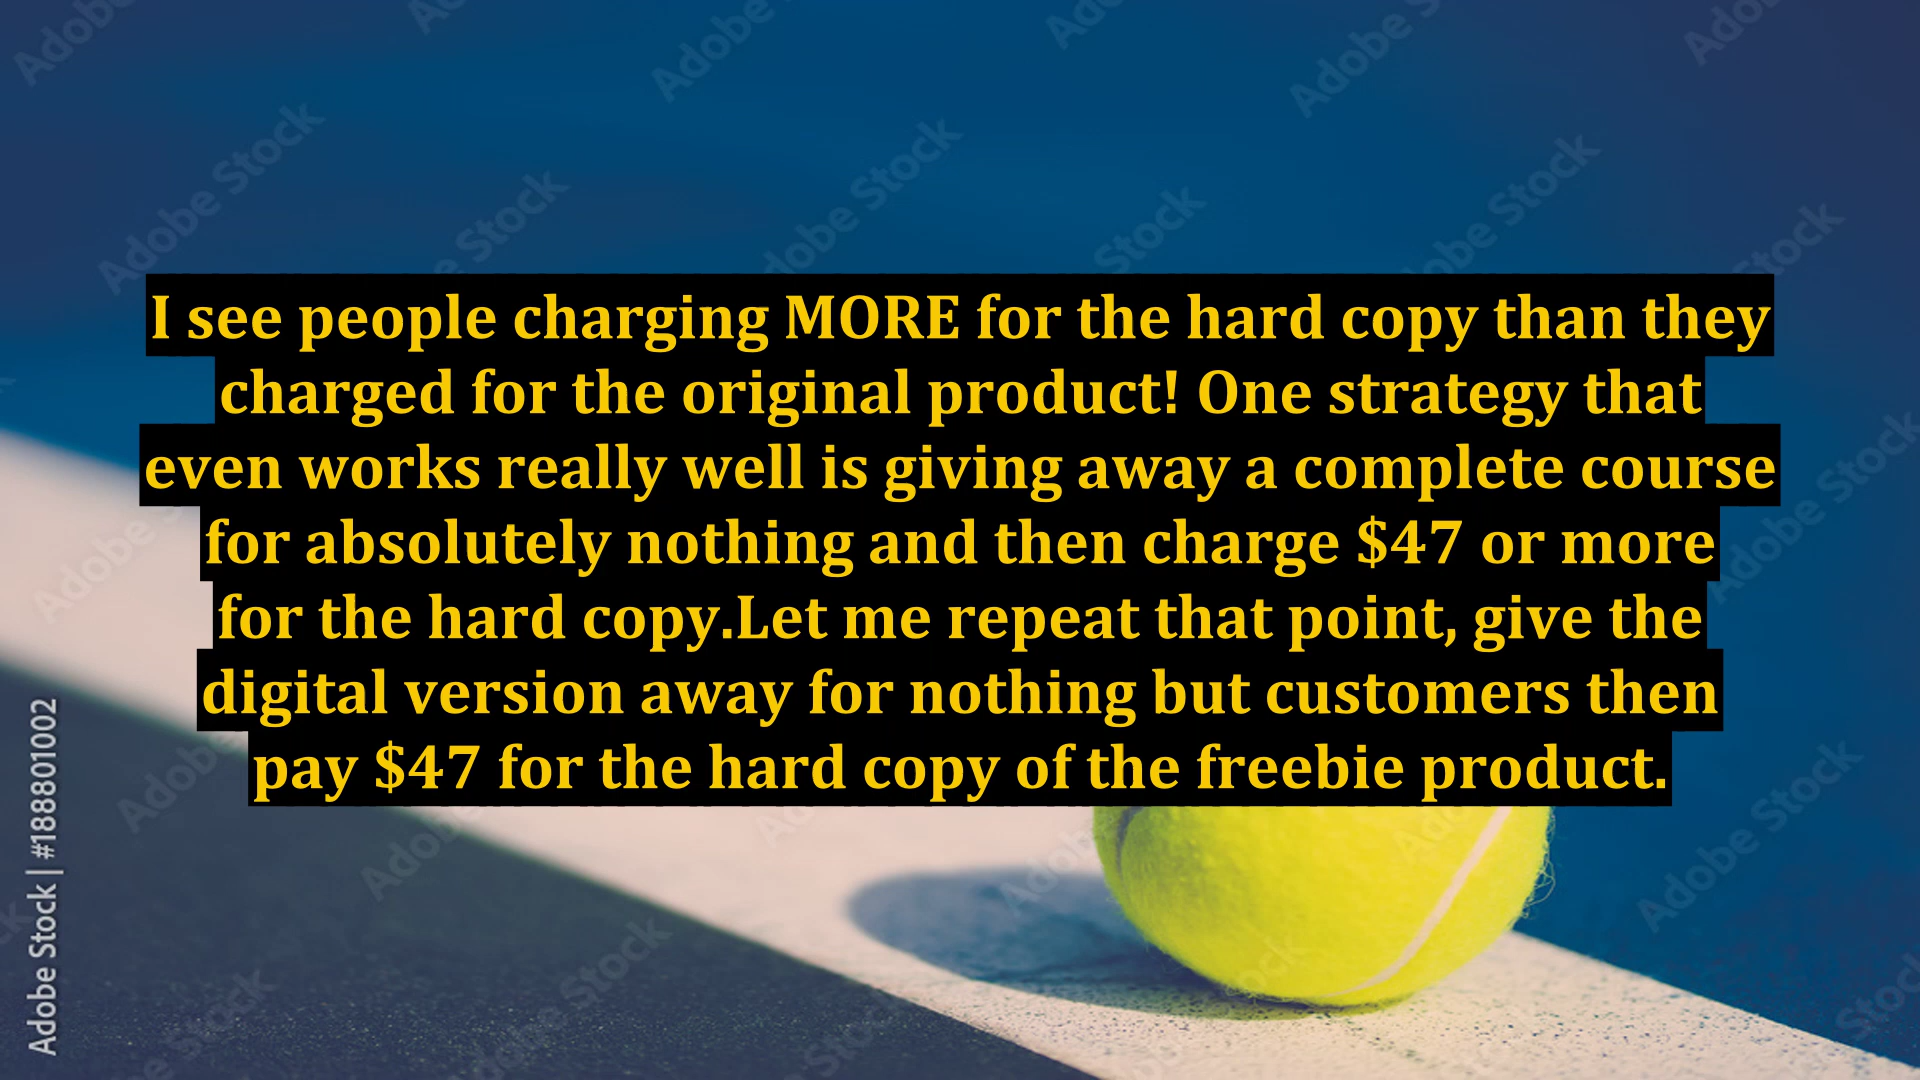 I see people charging MORE for the hard copy than they
charged for the original product! One strategy that
even works really well is giving away a complete course
for absolutely nothing and then charge $47 or more
for the hard copy.Let me repeat that point, give the
digital version away for nothing but customers then
pay $47 for the hard copy of the freebie product.
Adobe Stock | #188801002